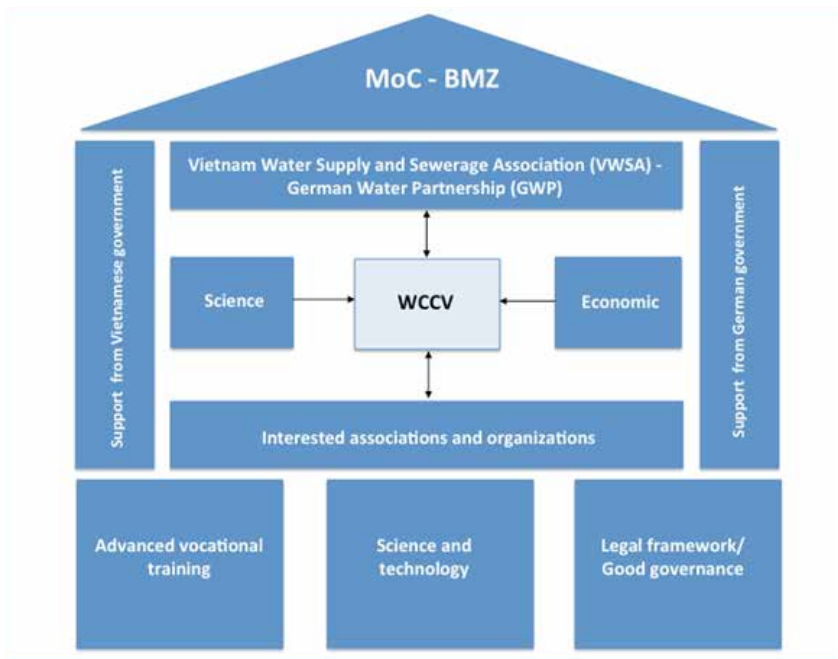 MoC - BMZ
Support from Vietnamese government
Vietnam Water Supply and Sewerage Association (VWSA) -
German Water Partnership (GWP)
Support from German government
Science
WCCV
Economic
Interested associations and organizations
Advanced vocational
training
Science and
technology
Legal framework/
Good governance